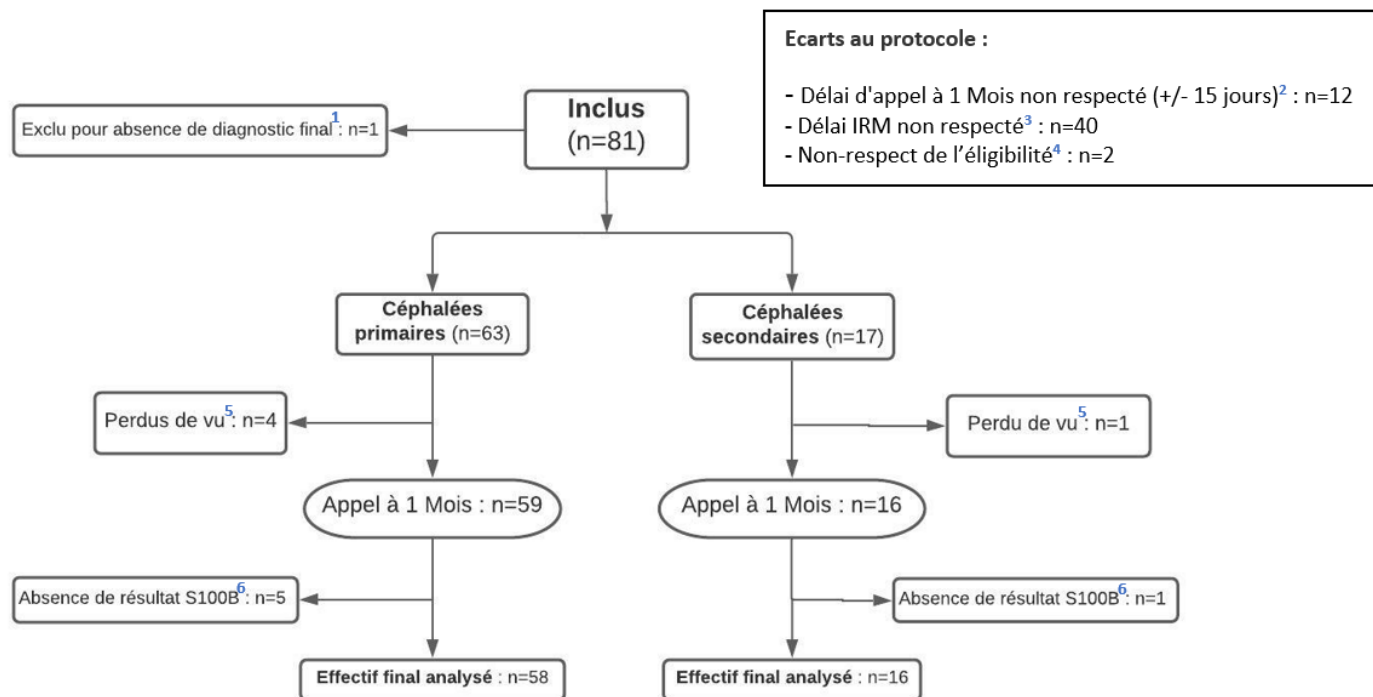 Ecarts au protocole :
- Délai d'appel à 1 Mois non respecté (+/- 15 jours)² : n=12
- Délai IRM non respecté³ : n=40
- Non-respect de l’éligibilité⁴ : n=2
Inclus
(n=81)
Exclu pour absence de diagnostic final¹: n=1
Céphalées
primaires (n=63)
Céphalées
secondaires (n=17)
Perdus de vu⁵: n=4
Perdu de vu⁵: n=1
Appel à 1 Mois : n=59
Appel à 1 Mois : n=16
Absence de résultat S100B⁶: n=5
Absence de résultat S100B⁶: n=1
Effectif final analysé : n=58
Effectif final analysé : n=16